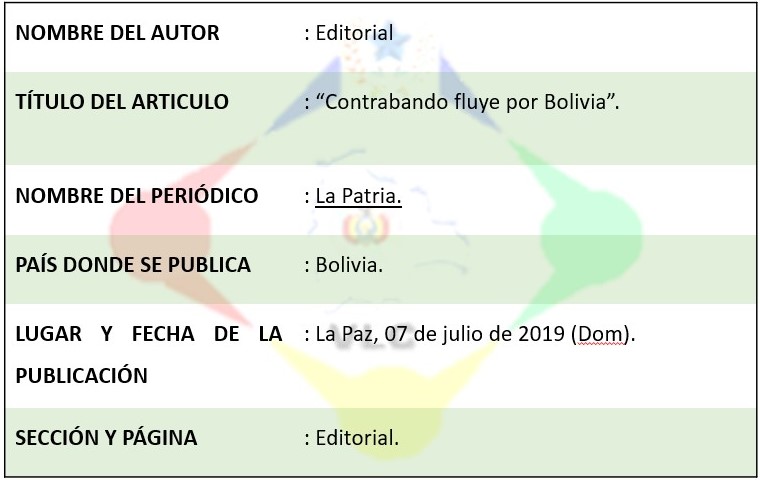 NOMBRE DEL AUTOR : Editorial
TÍTULO DEL ARTICULO : “Contrabando fluye por Bolivia”.
NOMBRE DEL PERIÓDICO : La Patria.
PAÍS DONDE SE PUBLICA : Bolivia.
LUGAR Y FECHA DE LA : La Paz, 07 de julio de 2019 (Dom).
PUBLICACIÓN
VLG
SECCIÓN Y PÁGINA : Editorial.